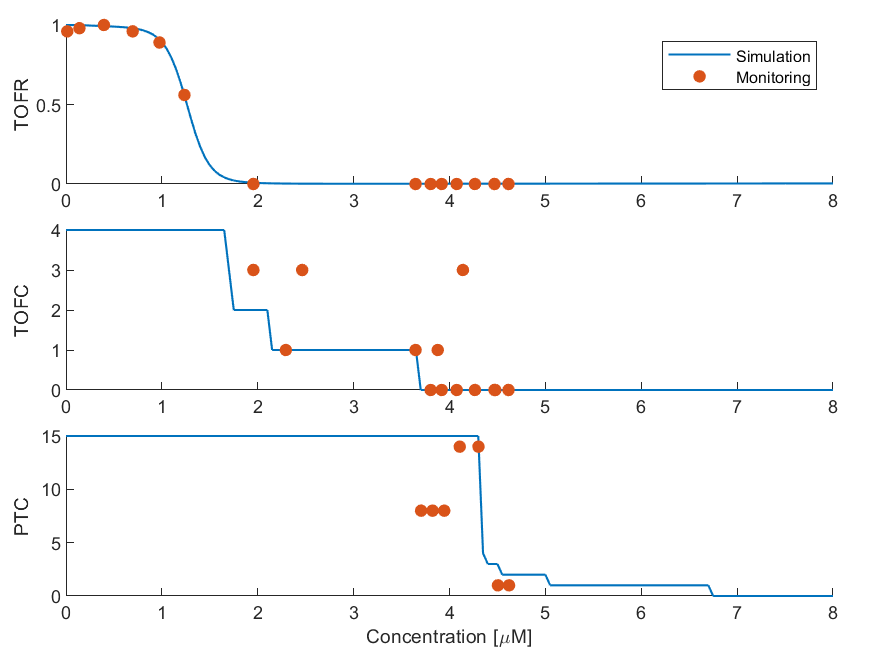 TOFR
1
0.5
0
0 1 2 3 4 5 6 7 8
Simulation
Monitoring
TOFC
4
3
2
1
0
0 1 2 3 4 5 6 7 8
PTC
15
10
5
0
0 1 2 3 4 5 6 7 8
Concentration [μM]